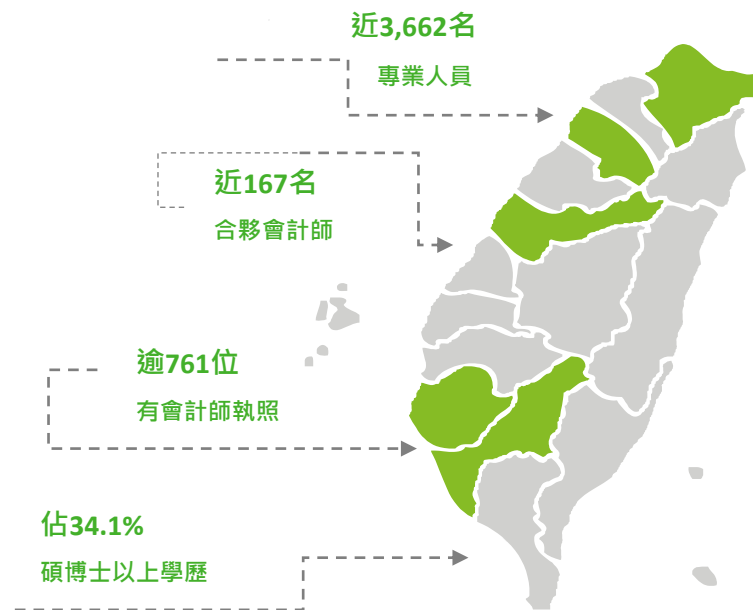 近3,662名
專業人員
近167名
合夥會計師
逾761位
有會計師執照
佔34.1%
碩博士以上學歷